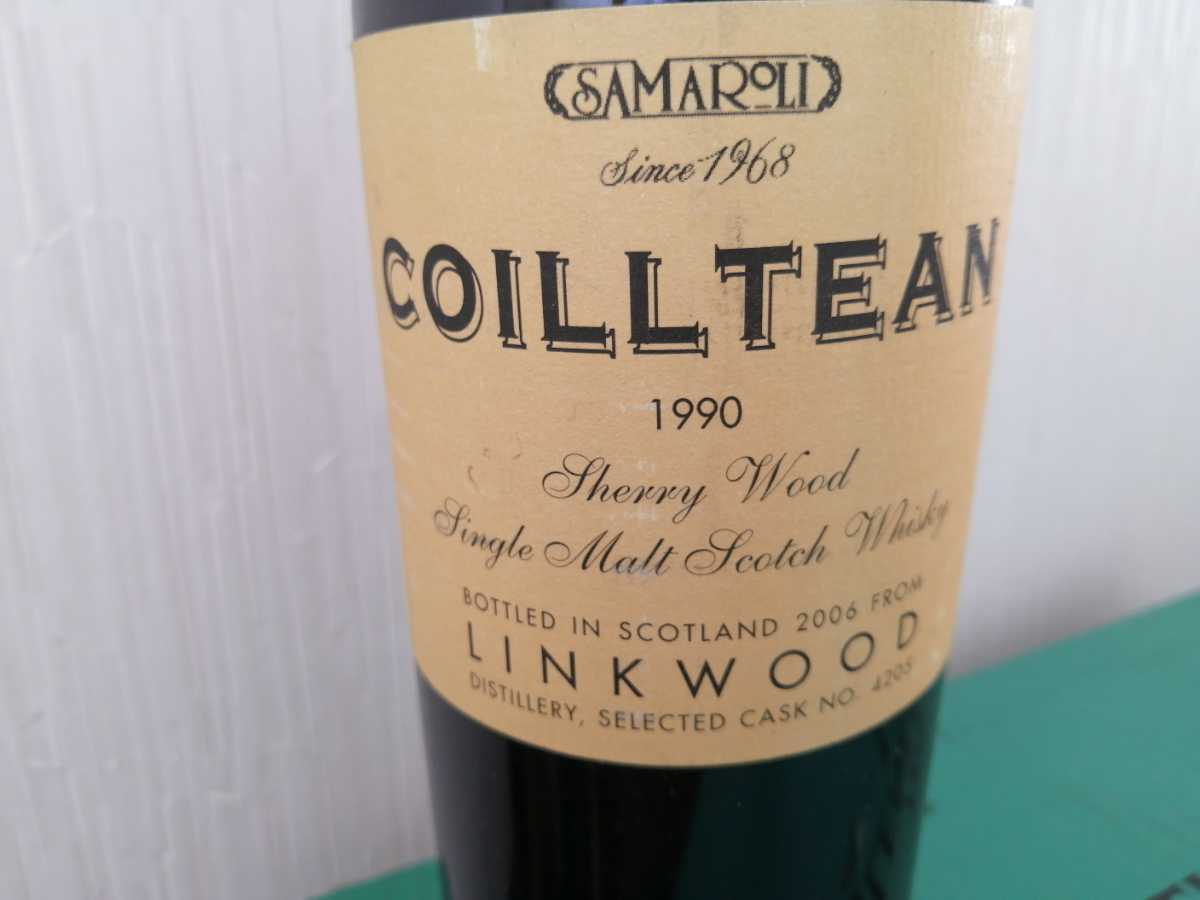 SAMAROLI
Since 1968
COILLTEAN
1990
Sherry Wood
Single Malt Scotch Whisky
BOTTLED IN SCOTLAND 2006 FROM
LINKWOOD
DISTILLERY, SELECTED CASK NO. 4205